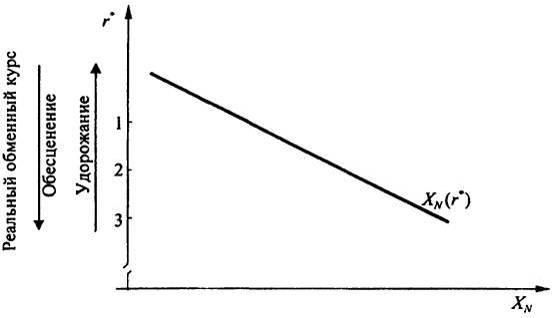 r*
Реальный обменный курс
Обесценение
Удорожание
1
2
3
X_N(r*)
X_N